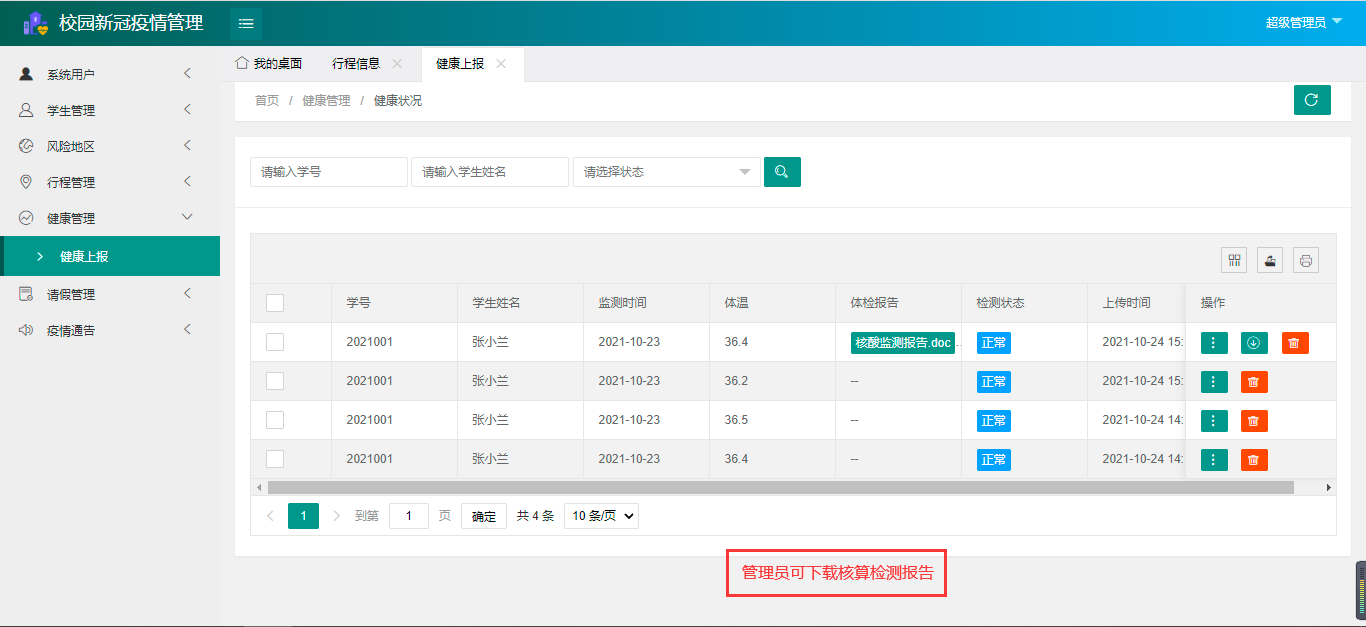 校园新冠疫情管理
超级管理员
系统用户
学生管理
风险地区
行程管理
健康管理
健康上报
请假管理
疫情通告
我的桌面 行程信息 健康上报
首页 / 健康管理 / 健康状况
请输入学号 请输入学生姓名 请选择状态
学号 学生姓名 监测时间 体温 体检报告 检测状态 上传时间 操作
2021001 张小兰 2021-10-23 36.4 核酸监测报告.doc 正常 2021-10-24 15:
2021001 张小兰 2021-10-23 36.2 -- 正常 2021-10-24 15:
2021001 张小兰 2021-10-23 36.5 -- 正常 2021-10-24 14:
2021001 张小兰 2021-10-23 36.4 -- 正常 2021-10-24 14:
1 到第 1 页 确定 共 4 条 10 条/页
管理员可下载核算检测报告